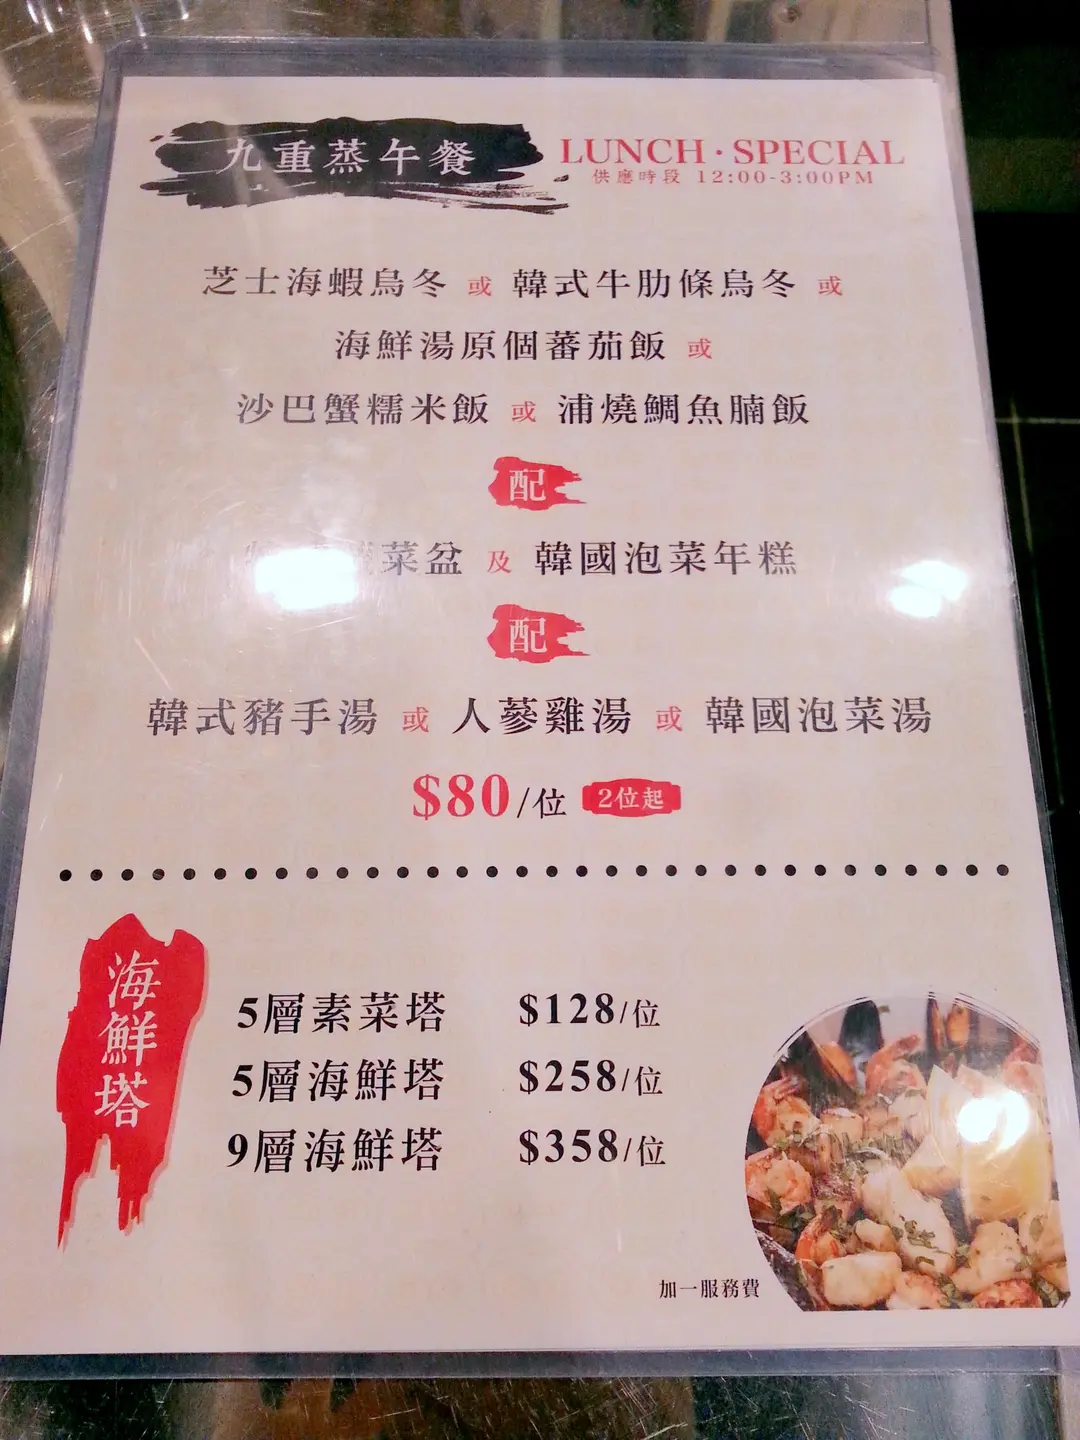 九重蒸午餐
LUNCH·SPECIAL
供應時段 12:00-3:00PM
芝士海蝦烏冬 或 韓式牛肋條烏冬 或
海鮮湯原個蕃茄飯 或
沙巴蟹糯米飯 或 浦燒鯛魚腩飯
配
菜盆 及 韓國泡菜年糕
配
韓式豬手湯 或 人蔘雞湯 或 韓國泡菜湯
$80/位 2位起
海鮮塔
5層素菜塔 $128/位
5層海鮮塔 $258/位
9層海鮮塔 $358/位
加一服務費